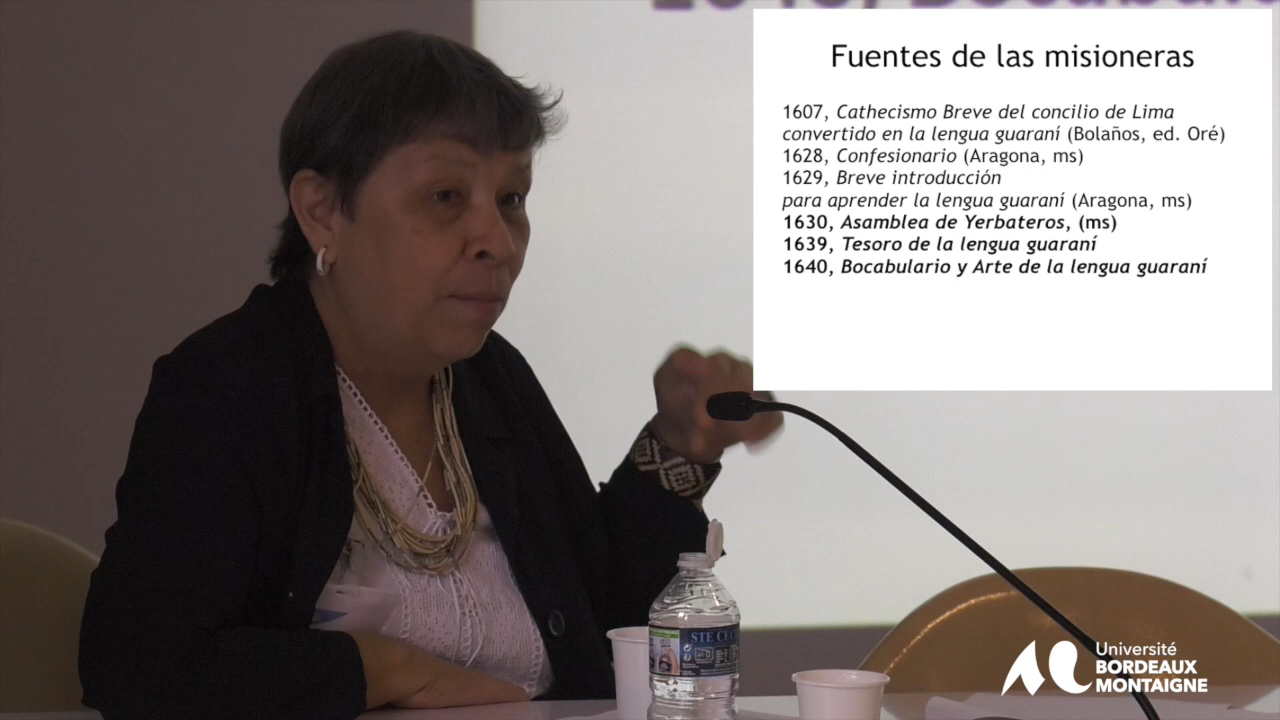 Fuentes de las misioneras
1607, Cathecismo Breve del concilio de Lima
convertido en la lengua guaraní (Bolaños, ed. Oré)
1628, Confesionario (Aragona, ms)
1629, Breve introducción
para aprender la lengua guaraní (Aragona, ms)
1630, Asamblea de Yerbateros, (ms)
1639, Tesoro de la lengua guaraní
1640, Bocabulario y Arte de la lengua guaraní
Université
BORDEAUX
MONTAIGNE